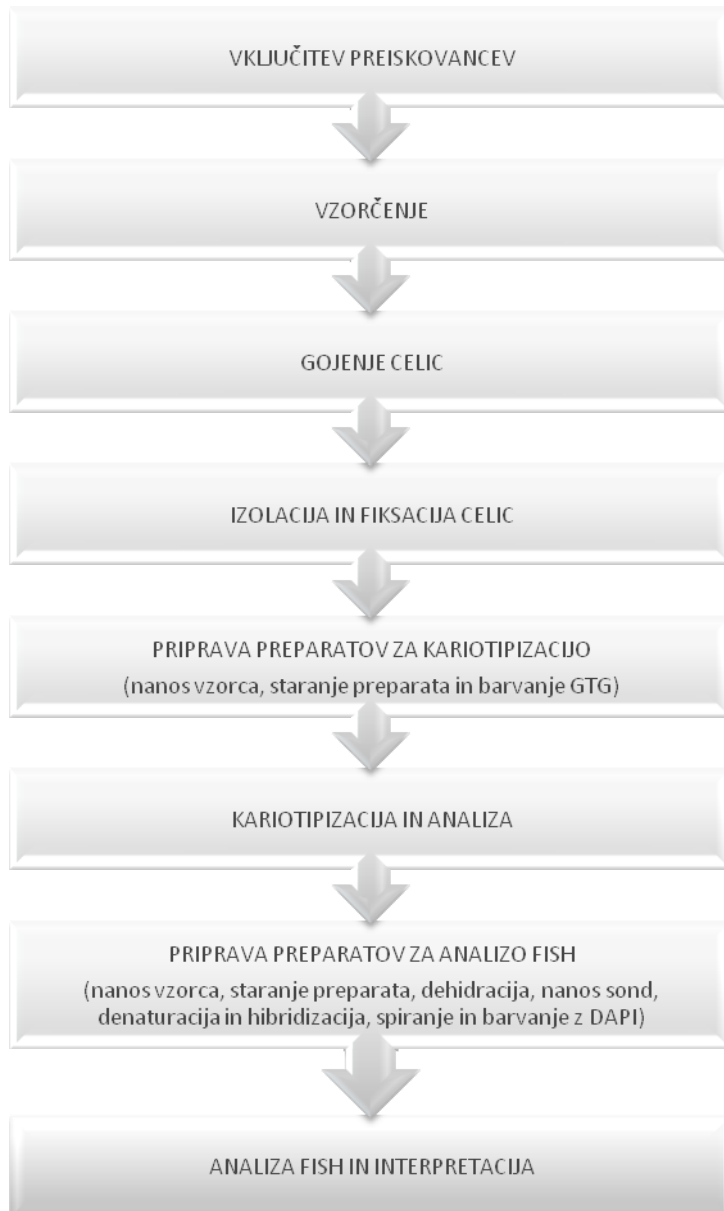 VKLJUČITEV PREISKOVANCEV
VZORČENJE
GOJENJE CELIC
IZOLACIJA IN FIKSACIJA CELIC
PRIPRAVA PREPARATOV ZA KARIOTIPIZACIJO
(nanos vzorca, staranje preparata in barvanje GTG)
KARIOTIPIZACIJA IN ANALIZA
PRIPRAVA PREPARATOV ZA ANALIZO FISH
(nanos vzorca, staranje preparata, dehidracija, nanos sond,
denaturacija in hibridizacija, spiranje in barvanje z DAPI)
ANALIZA FISH IN INTERPRETACIJA